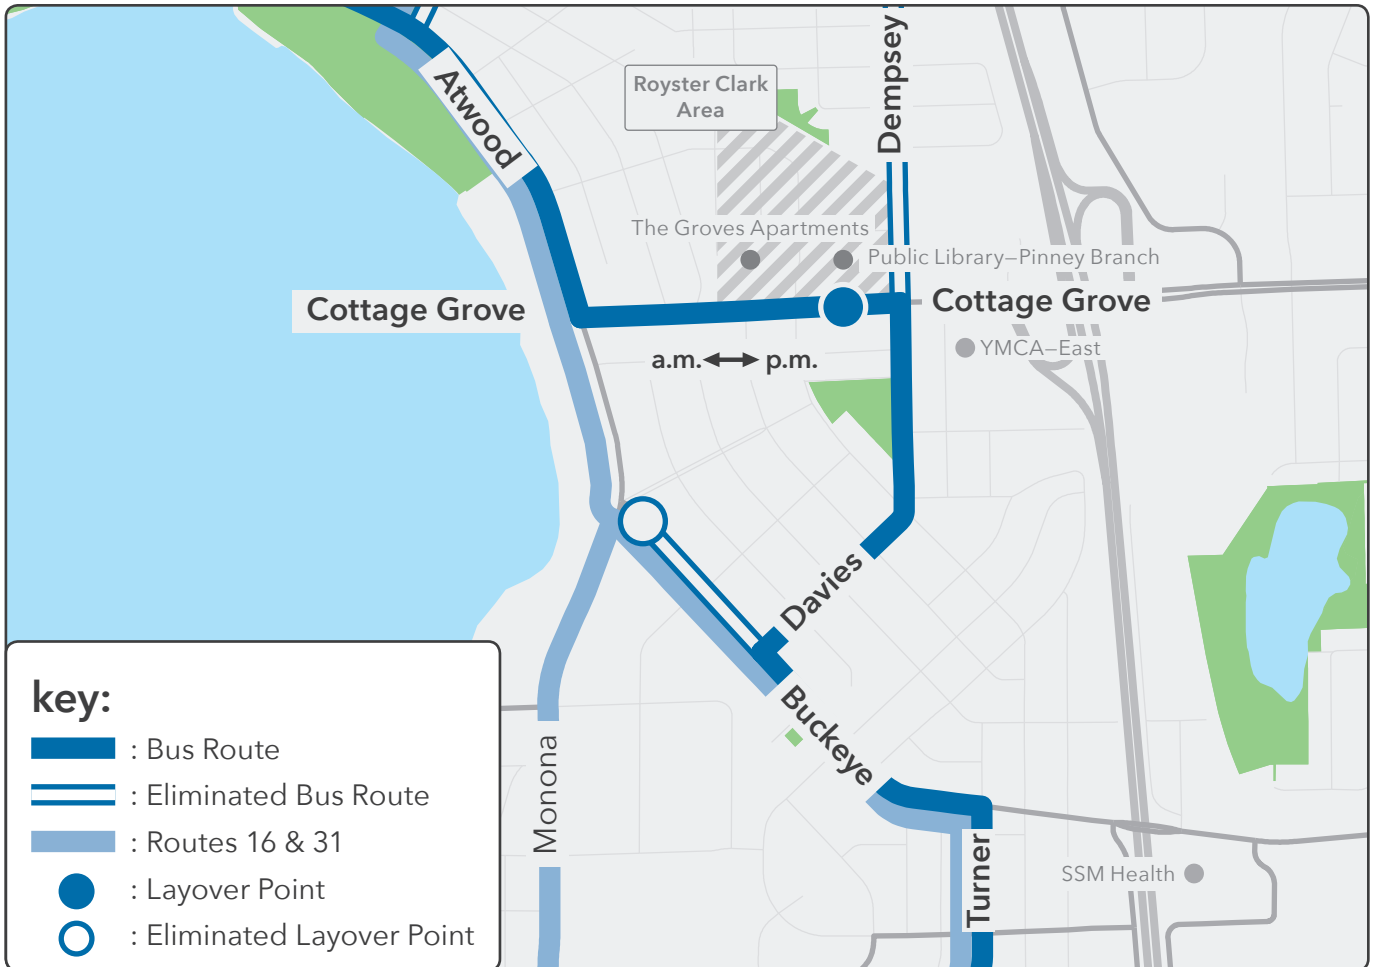 Dempsey
Royster Clark
Area
Atwood
The Groves Apartments
Public Library–Pinney Branch
Cottage Grove
Cottage Grove
YMCA–East
a.m.
p.m.
Davies
Buckeye
Monona
Turner
SSM Health
key:
: Bus Route
: Eliminated Bus Route
: Routes 16 & 31
: Layover Point
: Eliminated Layover Point